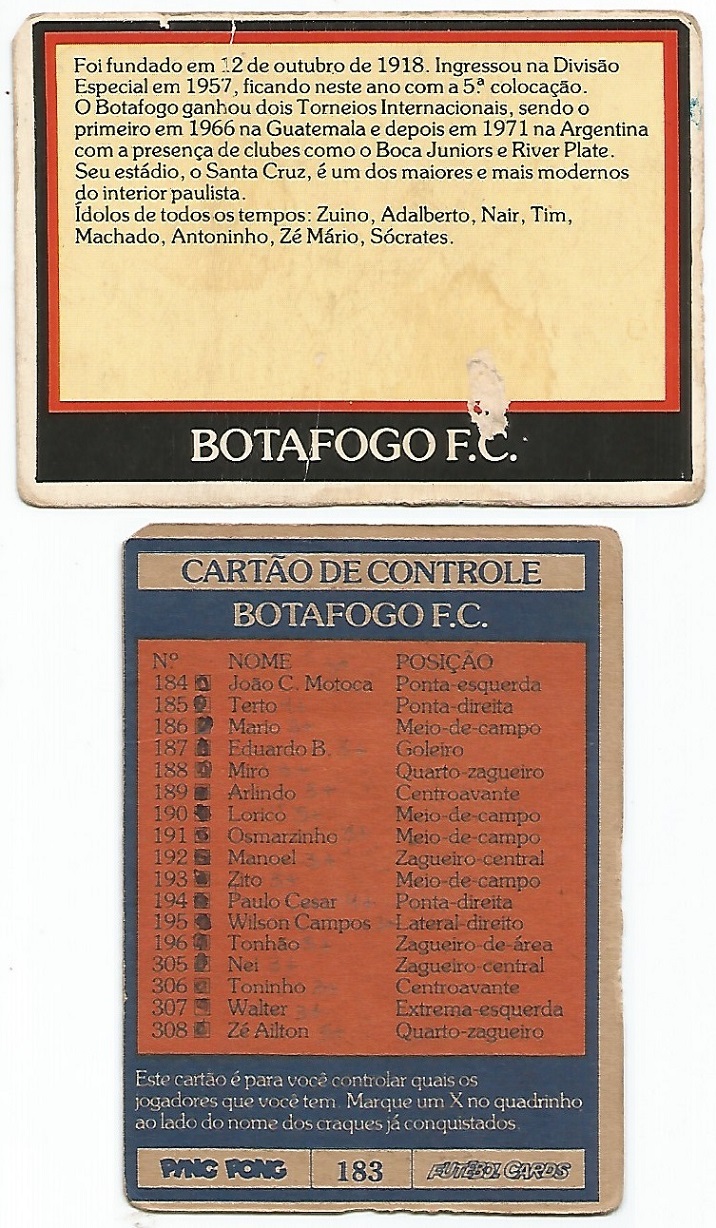 Foi fundado em 12 de outubro de 1918. Ingressou na Divisão
Especial em 1957, ficando neste ano com a 5ª colocação.
O Botafogo ganhou dois Torneios Internacionais, sendo o
primeiro em 1966 na Guatemala e depois em 1971 na Argentina
com a presença de clubes como o Boca Juniors e River Plate.
Seu estádio, o Santa Cruz, é um dos maiores e mais modernos
do interior paulista.
Ídolos de todos os tempos: Zuino, Adalberto, Nair, Tim,
Machado, Antoninho, Zé Mário, Sócrates.
BOTAFOGO F.C.
CARTÃO DE CONTROLE
BOTAFOGO F.C.
Nº NOME POSIÇÃO
184 João C. Motoca Ponta-esquerda
185 Terto Ponta-direita
186 Mario Meio-de-campo
187 Eduardo B. Goleiro
188 Miro Quarto-zagueiro
189 Arlindo Centroavante
190 Lorico Meio-de-campo
191 Osmarzinho Meio-de-campo
192 Manoel Zagueiro-central
193 Zito Meio-de-campo
194 Paulo Cesar Ponta-direita
195 Wilson Campos Lateral-direito
196 Tonhão Zagueiro-de-área
305 Nei Zagueiro-central
306 Toninho Centroavante
307 Walter Extrema-esquerda
308 Zé Ailton Quarto-zagueiro
Este cartão é para você controlar quais os
jogadores que você tem. Marque um X no quadrinho
ao lado do nome dos craques já conquistados.
PING PONG 183 FUTEBOL CARDS